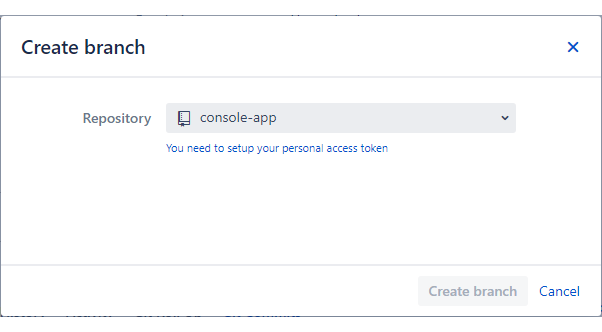 Create branch
Repository
console-app
You need to setup your personal access token
Create branch
Cancel